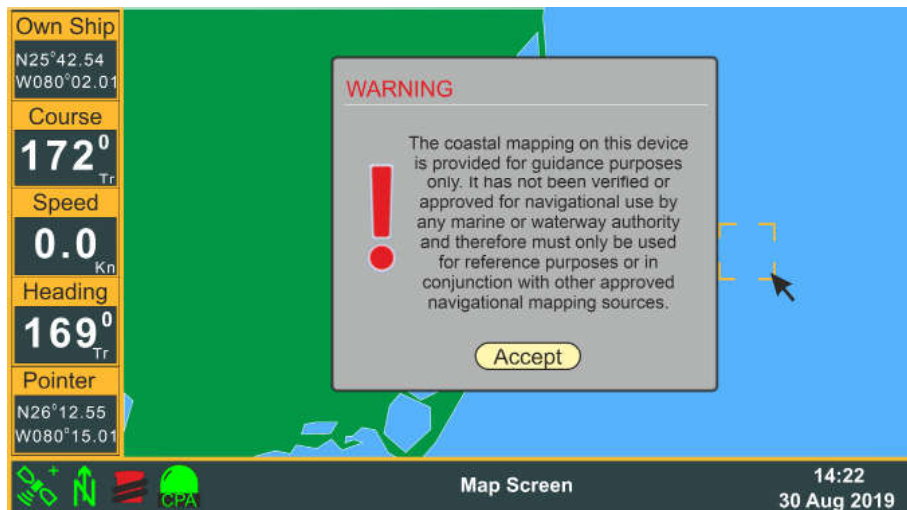 Own Ship
N25°42.54
W080°02.01
Course
172°
Tr
Speed
0.0
Kn
Heading
169°
Tr
Pointer
N26°12.55
W080°15.01
WARNING
The coastal mapping on this device
is provided for guidance purposes
only. It has not been verified or
approved for navigational use by
any marine or waterway authority
and therefore must only be used
for reference purposes or in
conjunction with other approved
navigational mapping sources.
Accept
N
CPA
Map Screen
14:22
30 Aug 2019